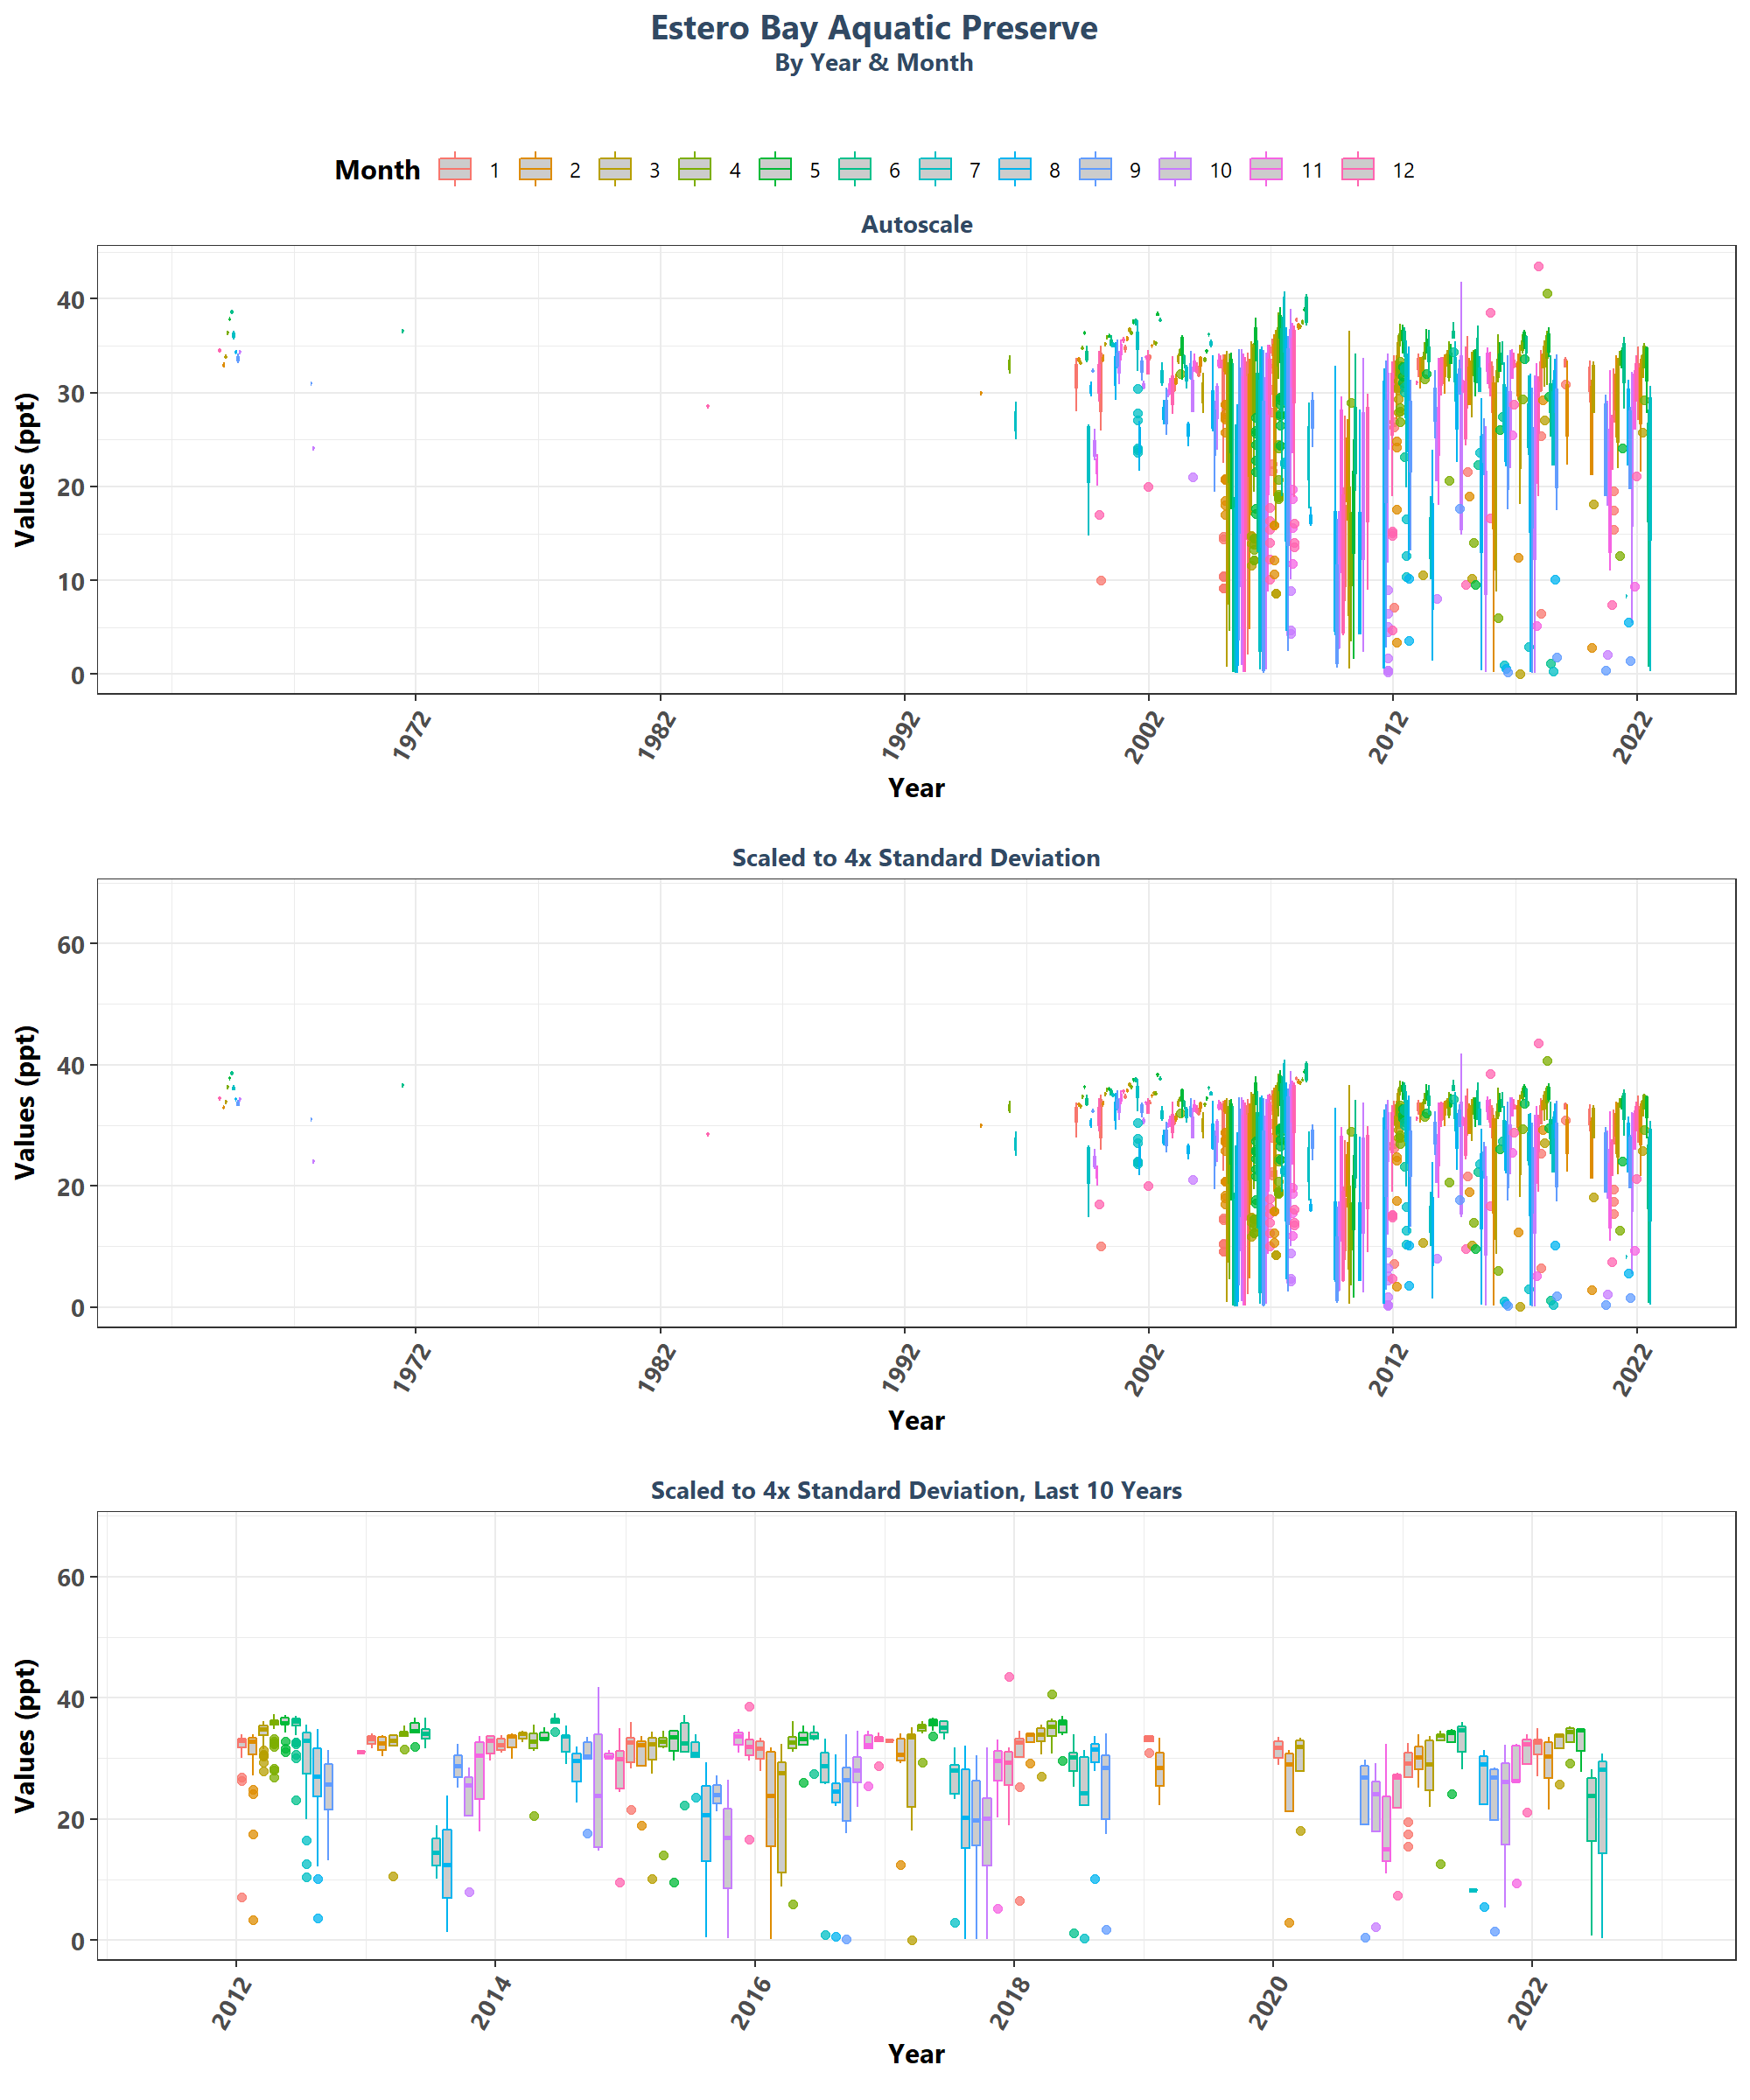 Estero Bay Aquatic Preserve
By Year & Month
Month 1 2 3 4 5 6 7 8 9 10 11 12
Autoscale
Values (ppt)
40
30
20
10
0
1972 1982 1992 2002 2012 2022
Year
Scaled to 4x Standard Deviation
Values (ppt)
60
40
20
0
1972 1982 1992 2002 2012 2022
Year
Scaled to 4x Standard Deviation, Last 10 Years
Values (ppt)
60
40
20
0
2012 2014 2016 2018 2020 2022
Year